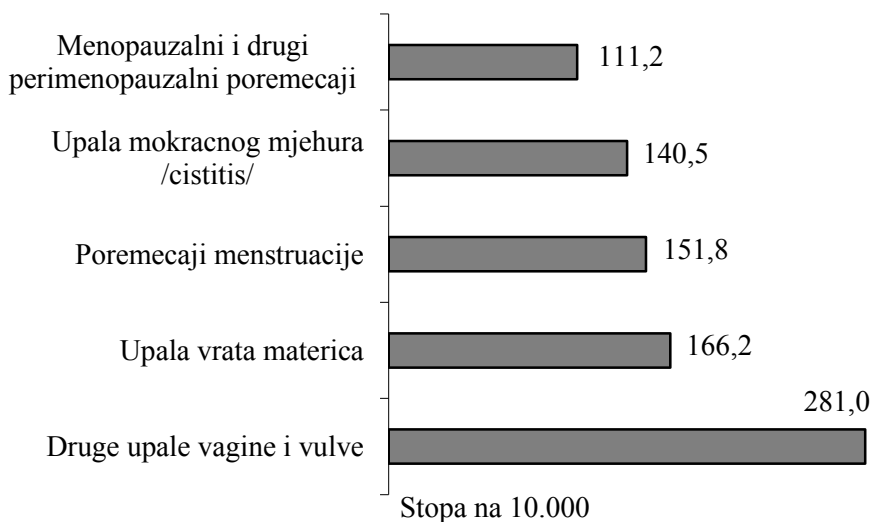 Menopauzalni i drugi
perimenopauzalni poremecaji
111,2
Upala mokracnog mjehura
/cistitis/
140,5
Poremecaji menstruacije
151,8
Upala vrata materica
166,2
281,0
Druge upale vagine i vulve
Stopa na 10.000